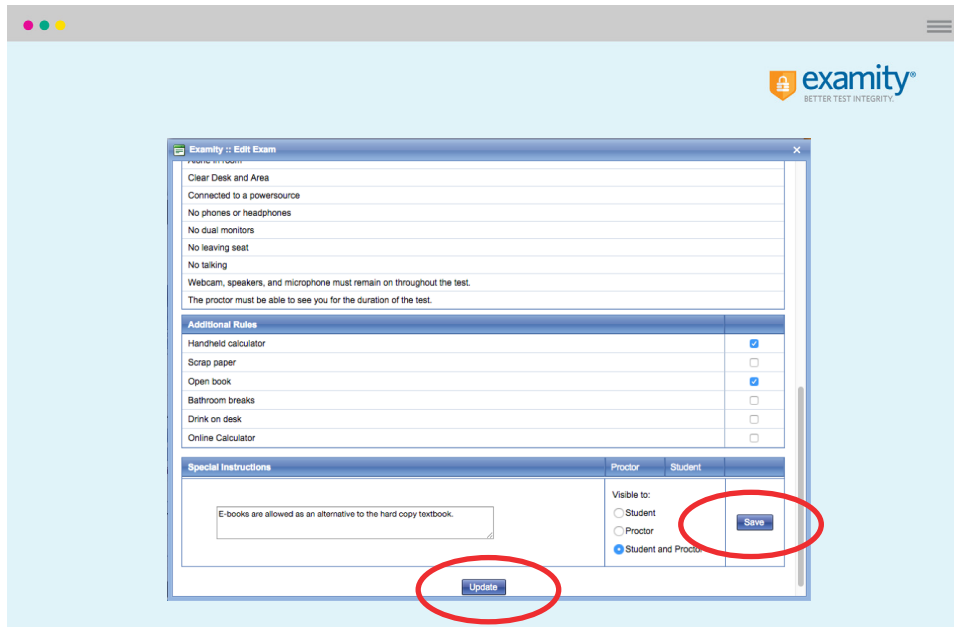 examity®
BETTER TEST INTEGRITY.
Examity :: Edit Exam
Alone in room
Clear Desk and Area
Connected to a powersource
No phones or headphones
No dual monitors
No leaving seat
No talking
Webcam, speakers, and microphone must remain on throughout the test.
The proctor must be able to see you for the duration of the test.
Additional Rules
Handheld calculator
Scrap paper
Open book
Bathroom breaks
Drink on desk
Online Calculator
Special Instructions Proctor Student
Visible to:
E-books are allowed as an alternative to the hard copy textbook.
Student
Proctor
Student and Proctor
Save
Update